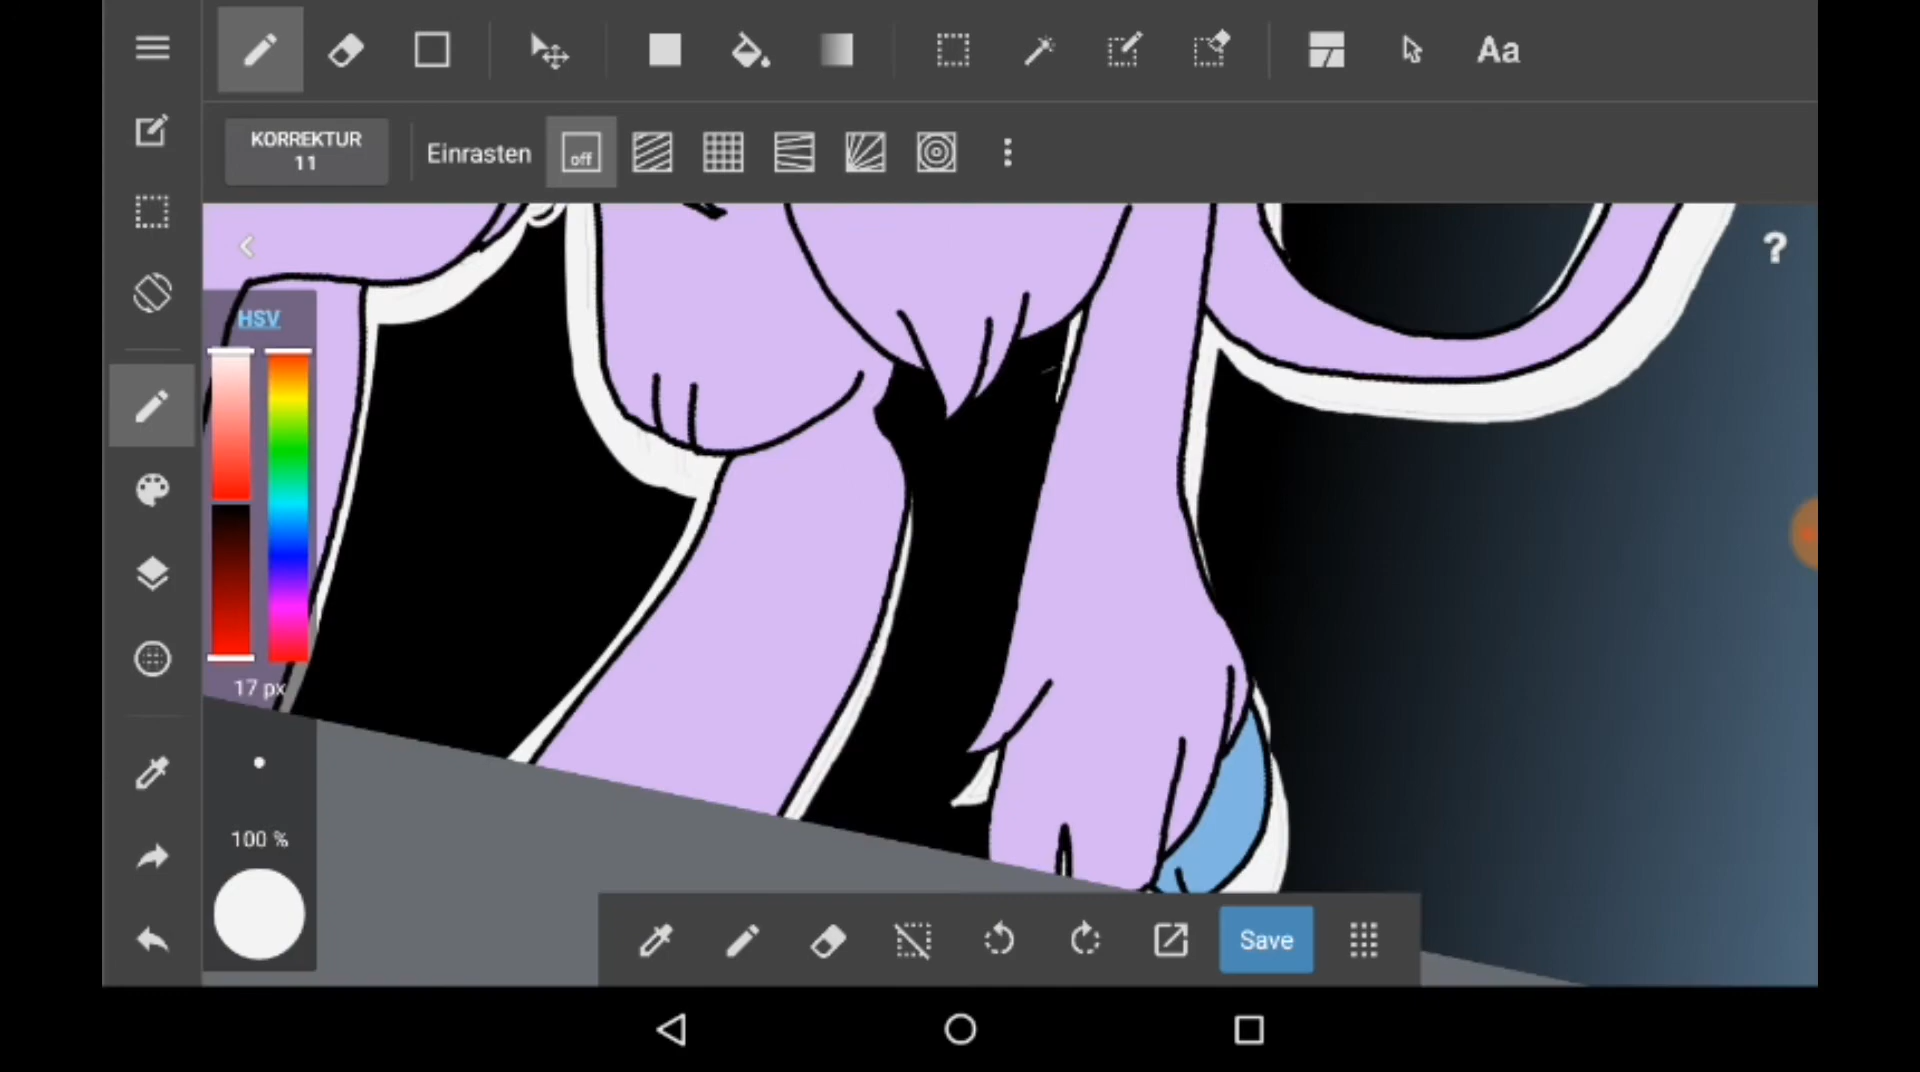 Aa
KORREKTUR
11
Einrasten
off
?
HSV
17 px
100 %
Save